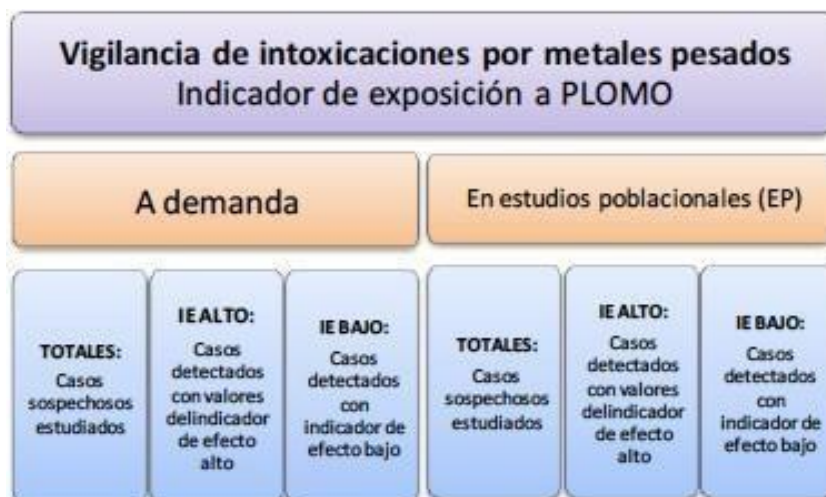 Vigilancia de intoxicaciones por metales pesados
Indicador de exposición a PLOMO
A demanda
En estudios poblacionales (EP)
TOTALES:
Casos
sospechosos
estudiados
IE ALTO:
Casos
detectados
con valores
delindicador
de efecto
alto
IE BAJO:
Casos
detectados
con
indicador de
efecto bajo
TOTALES:
Casos
sospechosos
estudiados
IE ALTO:
Casos
detectados
con valores
delindicador
de efecto
alto
IE BAJO:
Casos
detectados
con
indicador de
efecto bajo